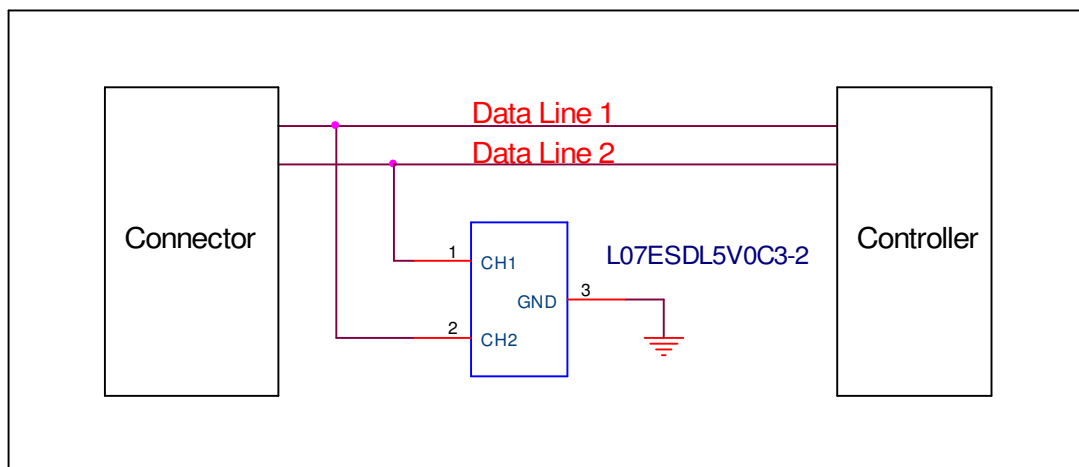 Data Line 1
Data Line 2
Connector
Controller
L07ESDL5V0C3-2
1
CH1
GND
3
2
CH2